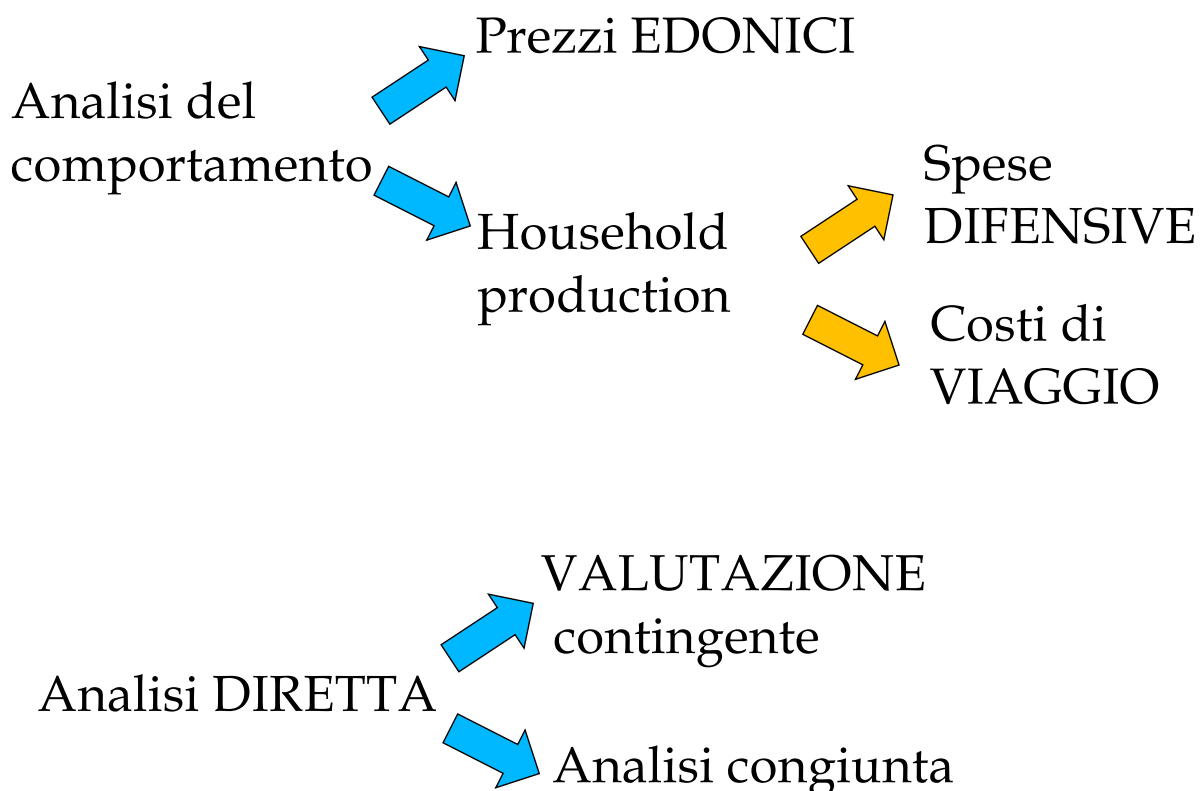 Prezzi EDONICI
Analisi del
comportamento
Household
production
Spese
DIFENSIVE
Costi di
VIAGGIO
VALUTAZIONE
contingente
Analisi DIRETTA
Analisi congiunta